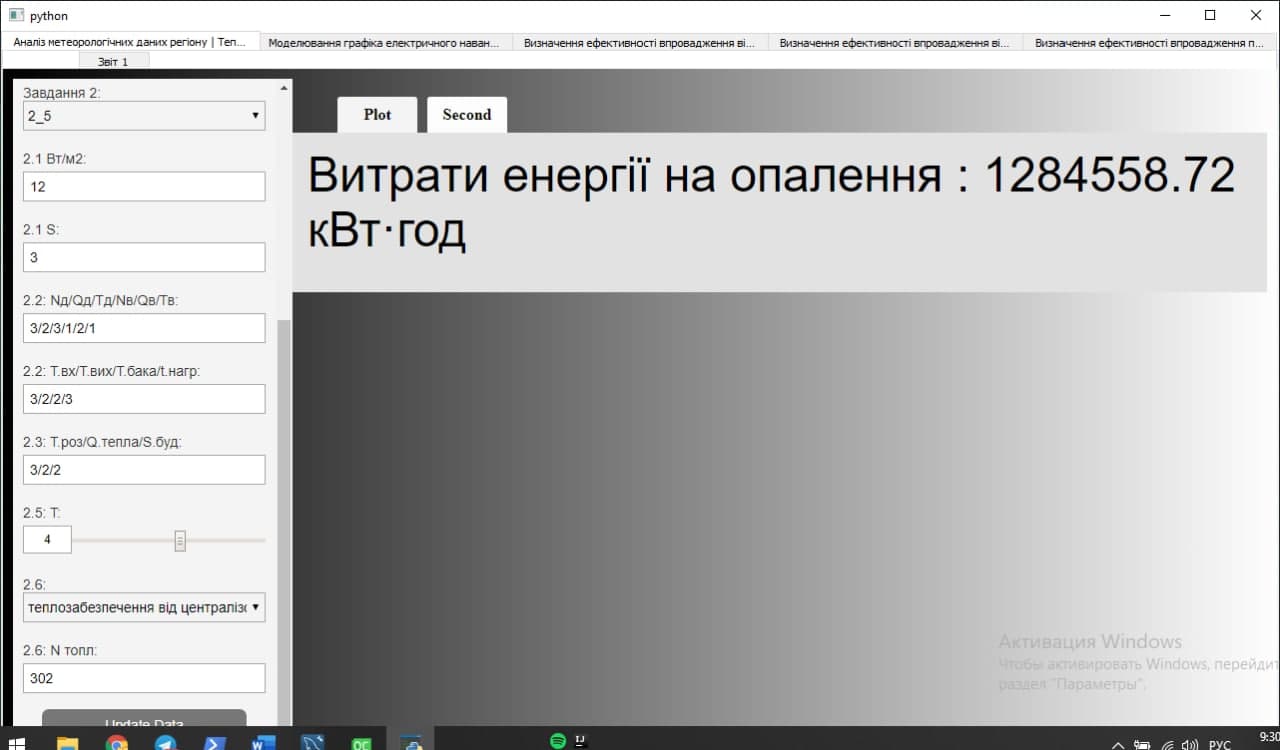 python
Аналіз метеорологічних даних регіону | Теп...
Моделювання графіка електричного наван...
Визначення ефективності впровадження ві...
Визначення ефективності впровадження ві...
Визначення ефективності впровадження п...
Звіт 1
Завдання 2:
2_5
2.1 Вт/м2:
12
2.1 S:
3
2.2: Nд/Qд/Tд/Nв/Qв/Tв:
3/2/3/1/2/1
2.2: Т.вх/Т.вих/Т.бака/t.нагр:
3/2/2/3
2.3: Т.роз/Q.тепла/S.буд:
3/2/2
2.5: T:
4
2.6:
теплозабезпечення від централізо
2.6: N топл:
302
Update Data
Plot
Second
Витрати енергії на опалення : 1284558.72
кВт·год
Активация Windows
Чтобы активировать Windows, перейдит
раздел "Параметры".
РУС
9:30